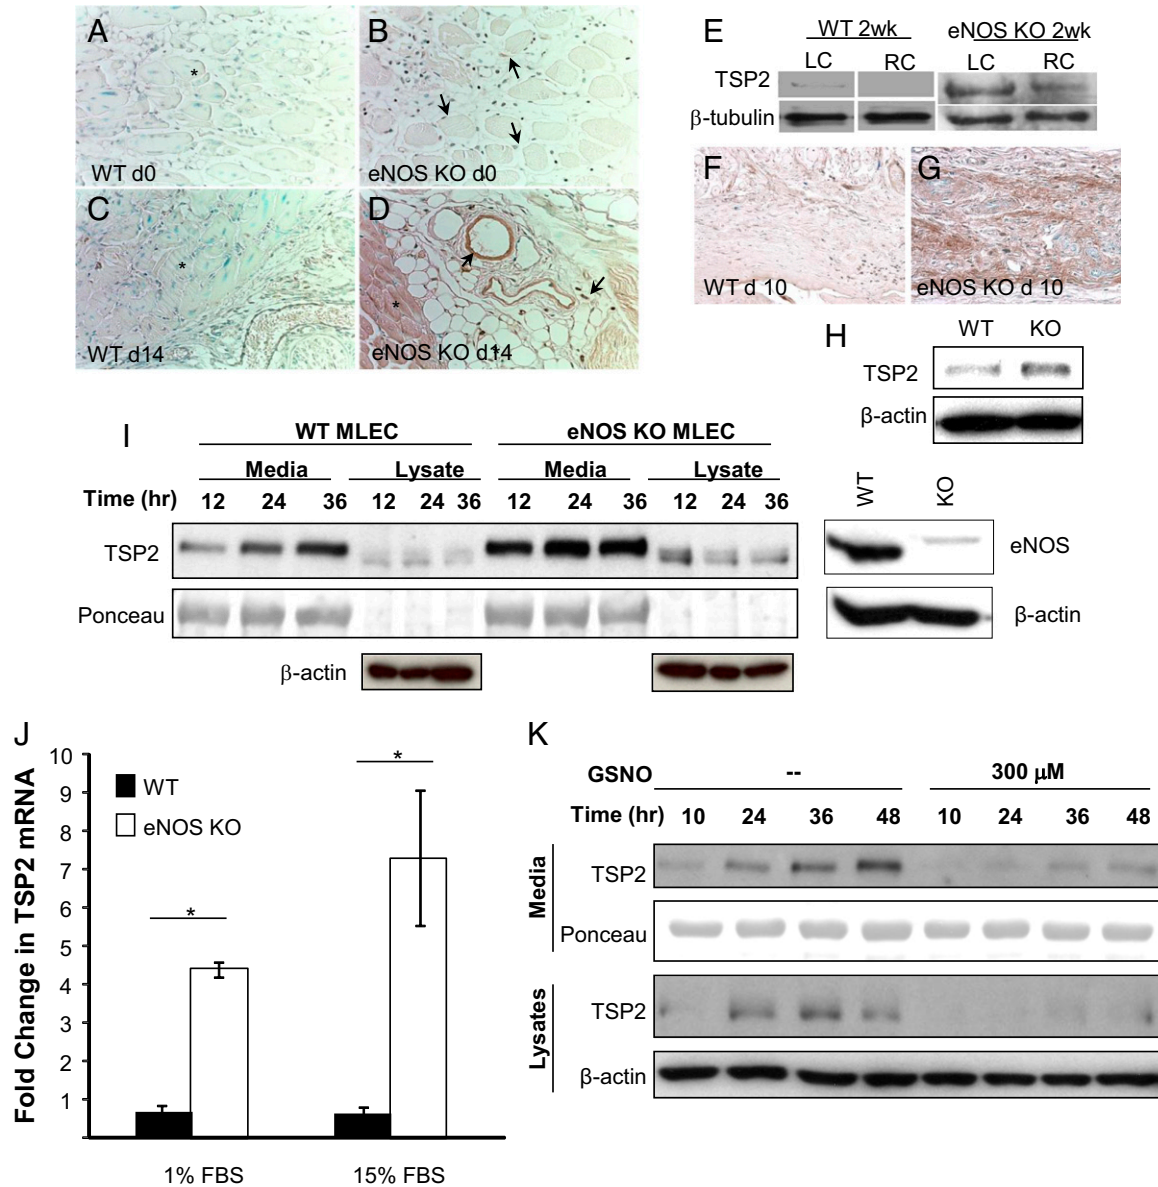 A
*
WT d0
B
eNOS KO d0
C
*
WT d14
D
*
eNOS KO d14
E
WT 2wk eNOS KO 2wk
LC RC LC RC
TSP2
β-tubulin
F
WT d 10
G
eNOS KO d 10
H
WT KO
TSP2
β-actin
WT KO
eNOS
β-actin
I
WT MLEC eNOS KO MLEC
Media Lysate Media Lysate
Time (hr) 12 24 36 12 24 36 12 24 36 12 24 36
TSP2
Ponceau
β-actin
J
Fold Change in TSP2 mRNA
10
9
8
7
6
5
4
3
2
1
WT
eNOS KO
*
*
1% FBS 15% FBS
K
GSNO -- 300 µM
Time (hr) 10 24 36 48 10 24 36 48
Media
TSP2
Ponceau
Lysates
TSP2
β-actin